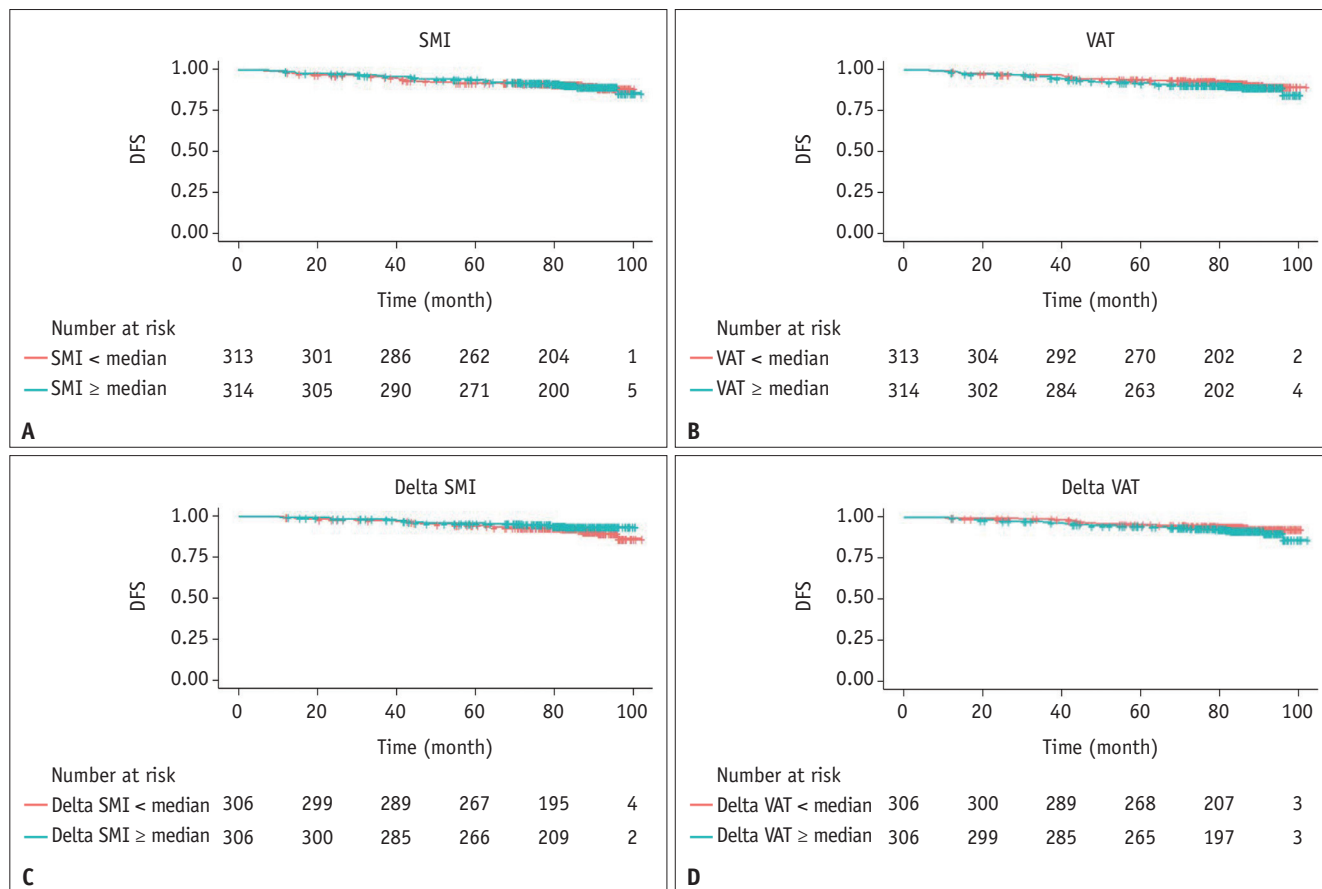 SMI
1.00
0.75
0.50
0.25
0.00
DFS
0 20 40 60 80 100
Time (month)
Number at risk
SMI < median 313 301 286 262 204 1
SMI ≥ median 314 305 290 271 200 5
A
VAT
1.00
0.75
0.50
0.25
0.00
DFS
0 20 40 60 80 100
Time (month)
Number at risk
VAT < median 313 304 292 270 202 2
VAT ≥ median 314 302 284 263 202 4
B
Delta SMI
1.00
0.75
0.50
0.25
0.00
DFS
0 20 40 60 80 100
Time (month)
Number at risk
Delta SMI < median 306 299 289 267 195 4
Delta SMI ≥ median 306 300 285 266 209 2
C
Delta VAT
1.00
0.75
0.50
0.25
0.00
DFS
0 20 40 60 80 100
Time (month)
Number at risk
Delta VAT < median 306 300 289 268 207 3
Delta VAT ≥ median 306 299 285 265 197 3
D